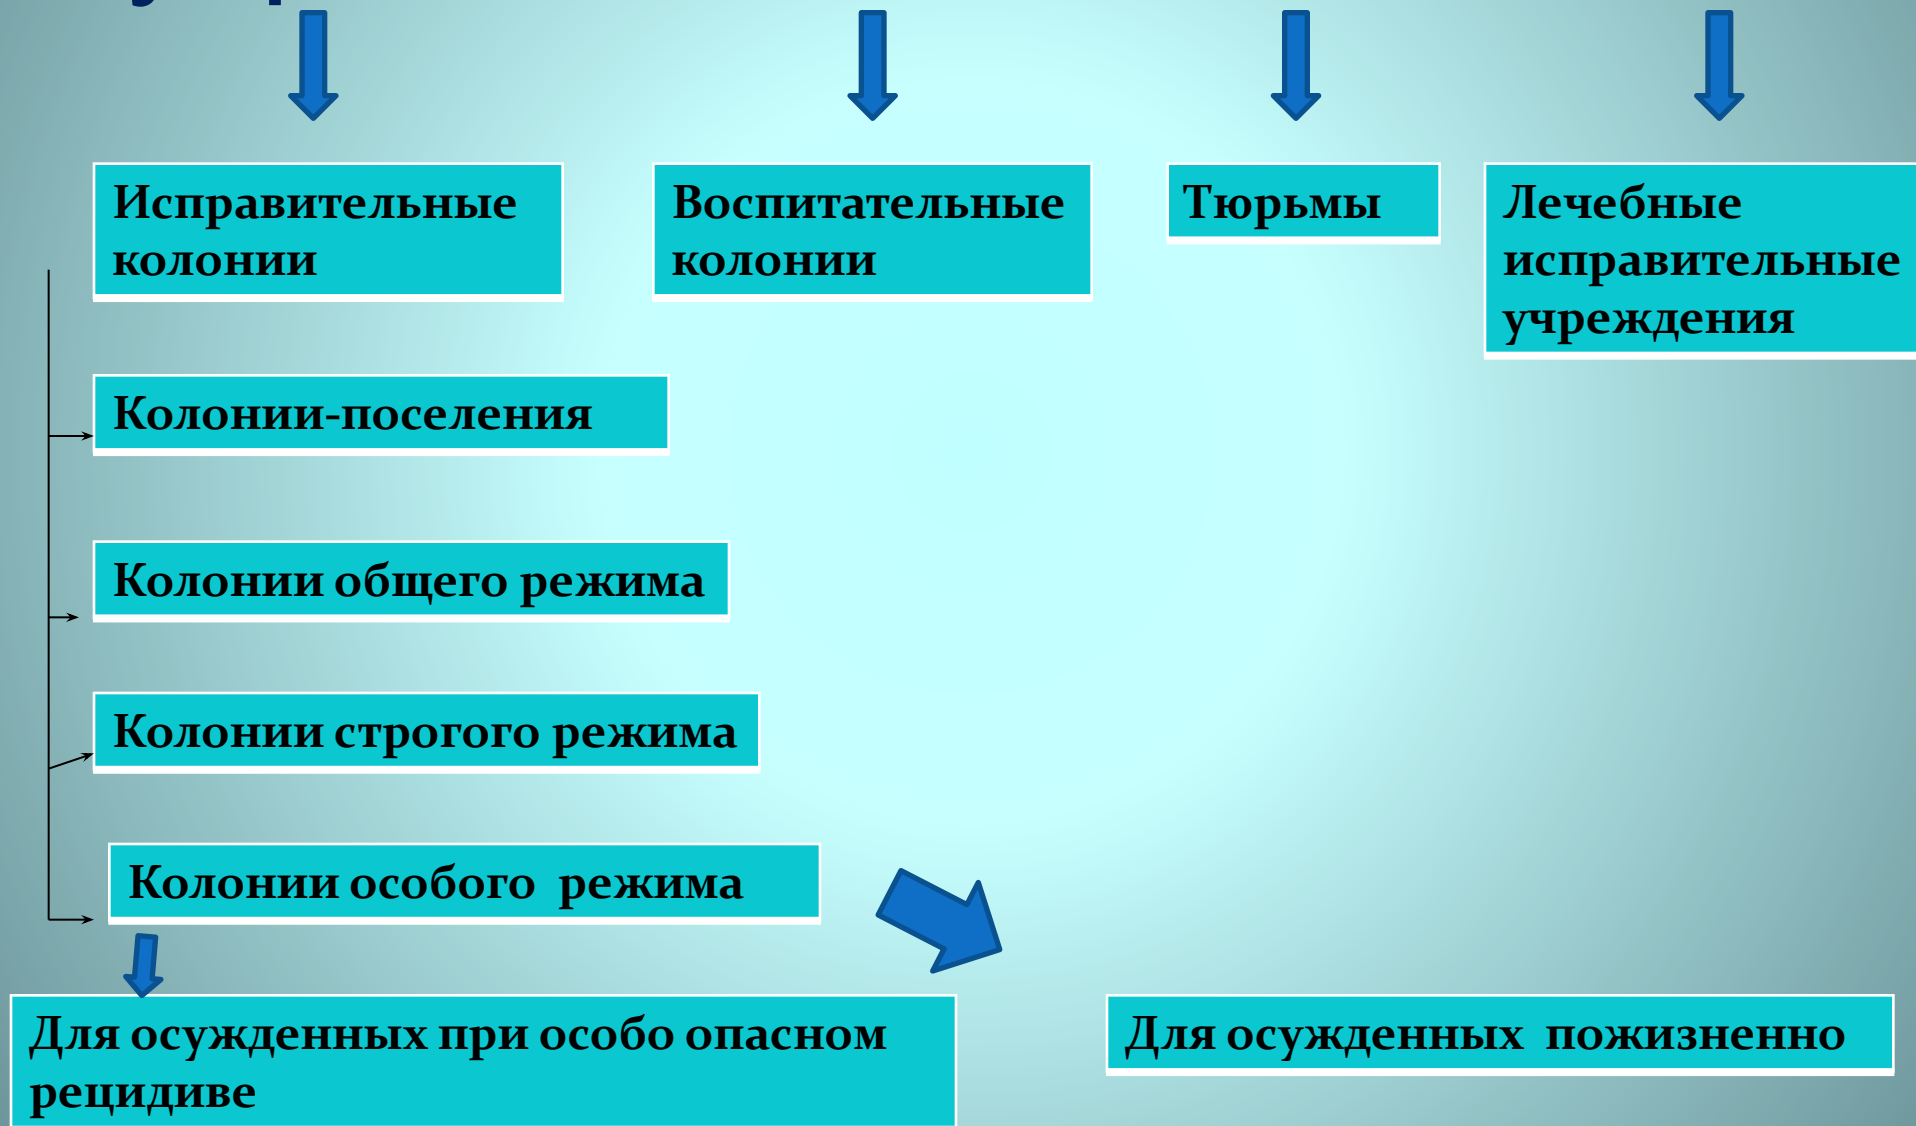 Исправительные
колонии
Воспитательные
колонии
Тюрьмы
Лечебные
исправительные
учреждения
Колонии-поселения
Колонии общего режима
Колонии строгого режима
Колонии особого режима
Для осужденных при особо опасном
рецидиве
Для осужденных пожизненно